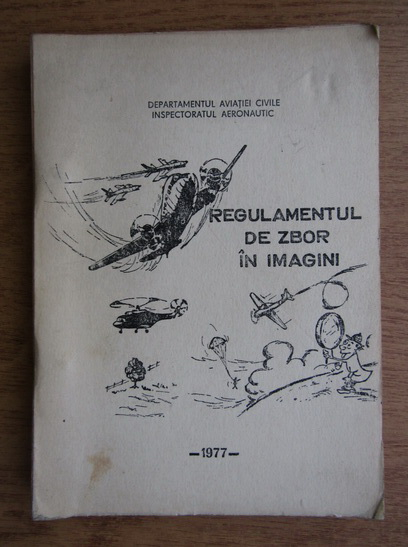 DEPARTAMENTUL AVIAȚIEI CIVILE
INSPECTORATUL AERONAUTIC
REGULAMENTUL
DE ZBOR
ÎN IMAGINI
—1977—